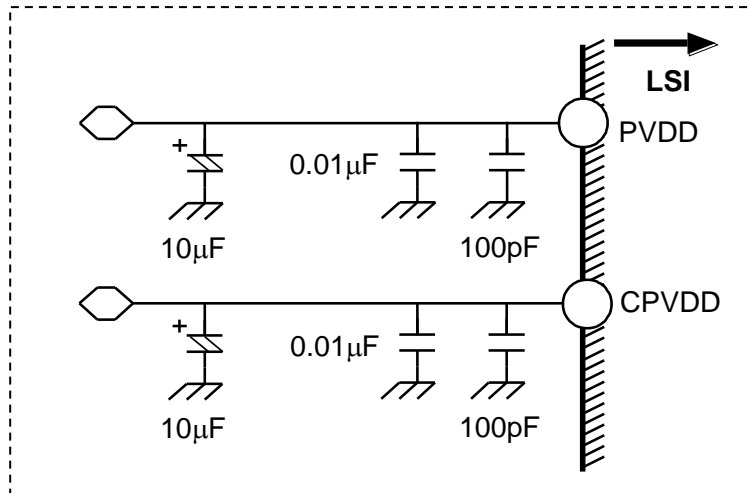 LSI
PVDD
+
0.01μF
10μF
100pF
CPVDD
+
0.01μF
10μF
100pF